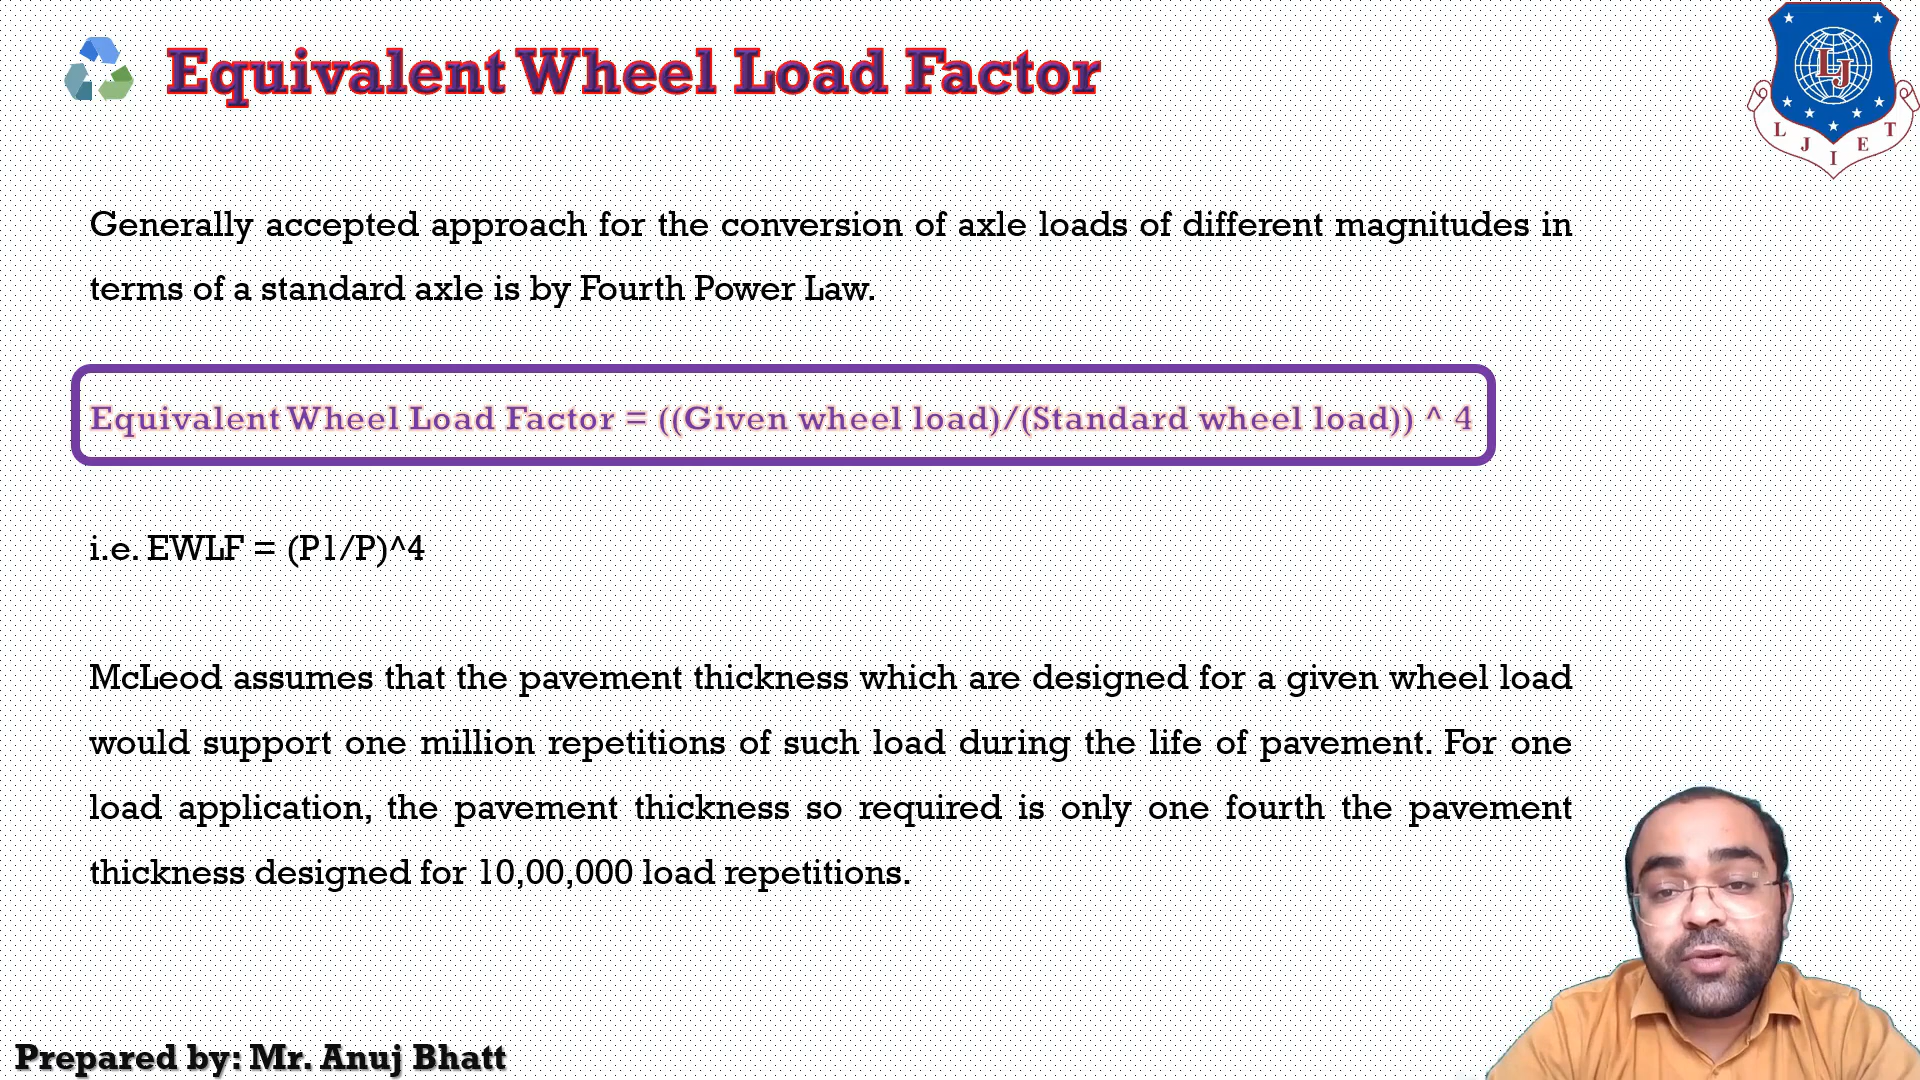 Equivalent Wheel Load Factor
LJ
L J I E T
Generally accepted approach for the conversion of axle loads of different magnitudes in
terms of a standard axle is by Fourth Power Law.
Equivalent Wheel Load Factor = ((Given wheel load)/(Standard wheel load)) ^ 4
i.e. EWLF = (P1/P)^4
McLeod assumes that the pavement thickness which are designed for a given wheel load
would support one million repetitions of such load during the life of pavement. For one
load application, the pavement thickness so required is only one fourth the pavement
thickness designed for 10,00,000 load repetitions.
Prepared by: Mr. Anuj Bhatt